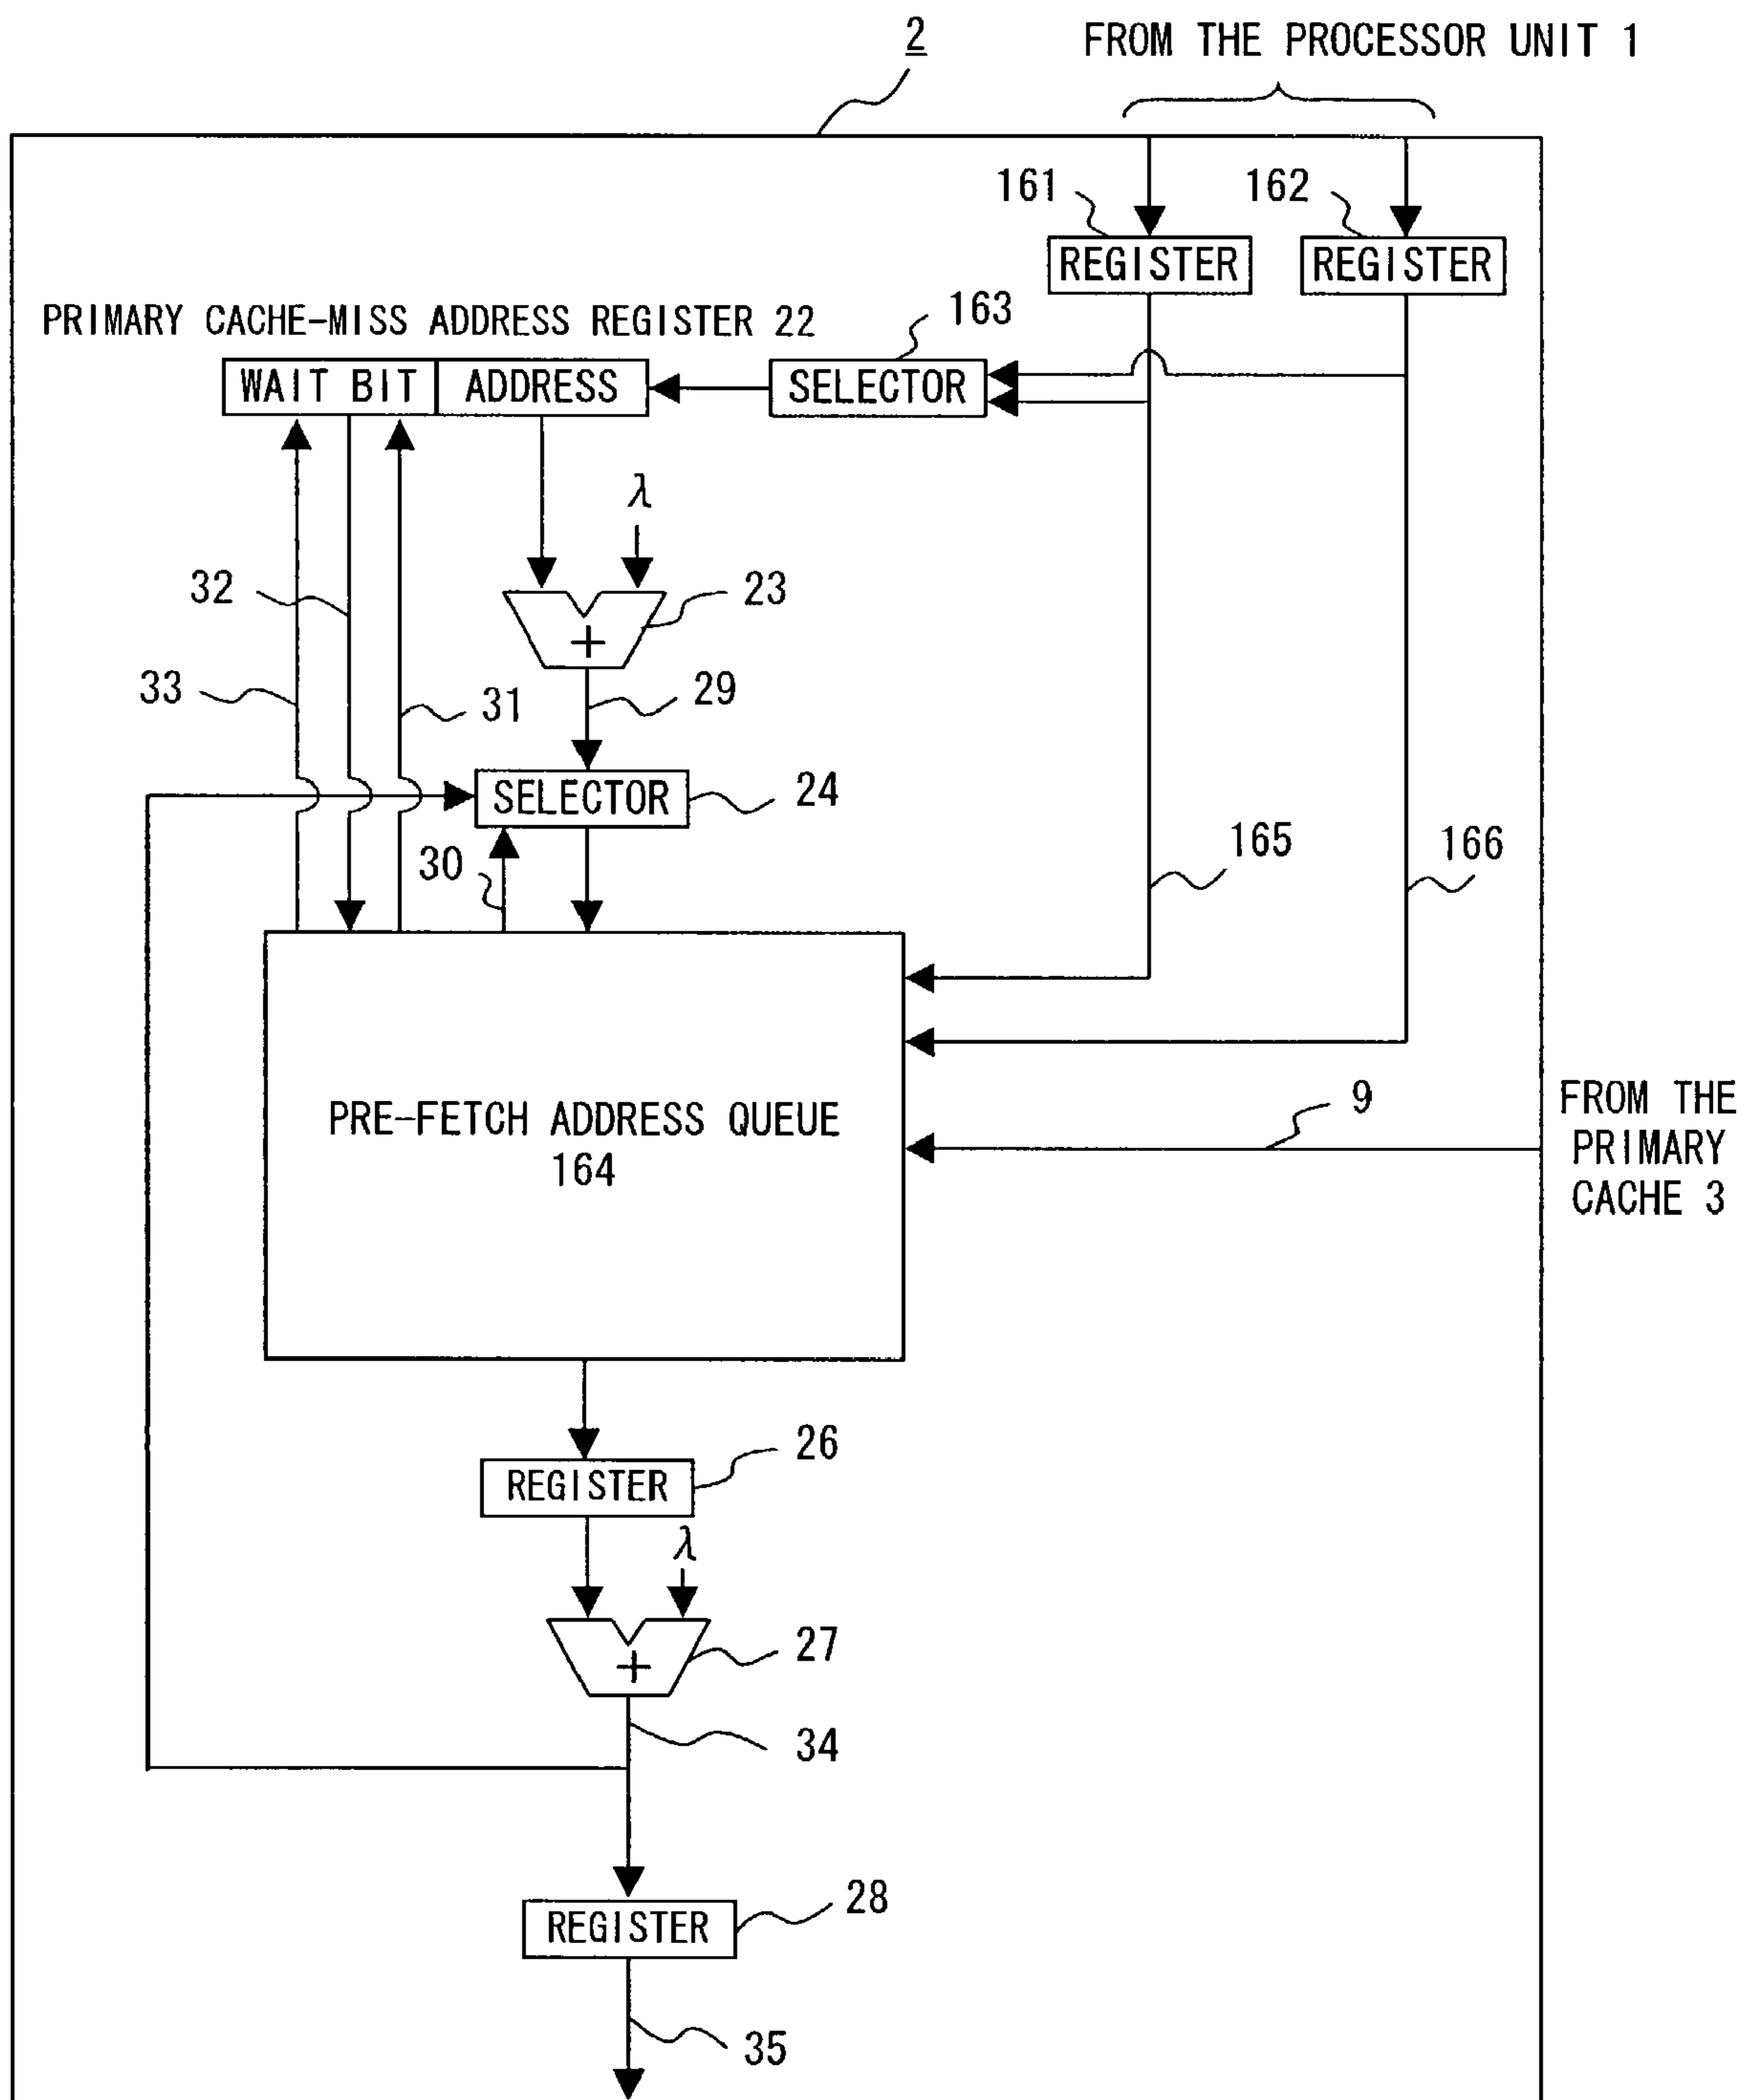 2
FROM THE PROCESSOR UNIT 1
161
162
REGISTER
REGISTER
PRIMARY CACHE-MISS ADDRESS REGISTER 22
163
WAIT BIT
ADDRESS
SELECTOR
λ
32
23
+
33
31
29
SELECTOR
24
30
165
166
PRE-FETCH ADDRESS QUEUE
164
9
FROM THE
PRIMARY
CACHE 3
26
REGISTER
λ
27
+
34
28
REGISTER
35